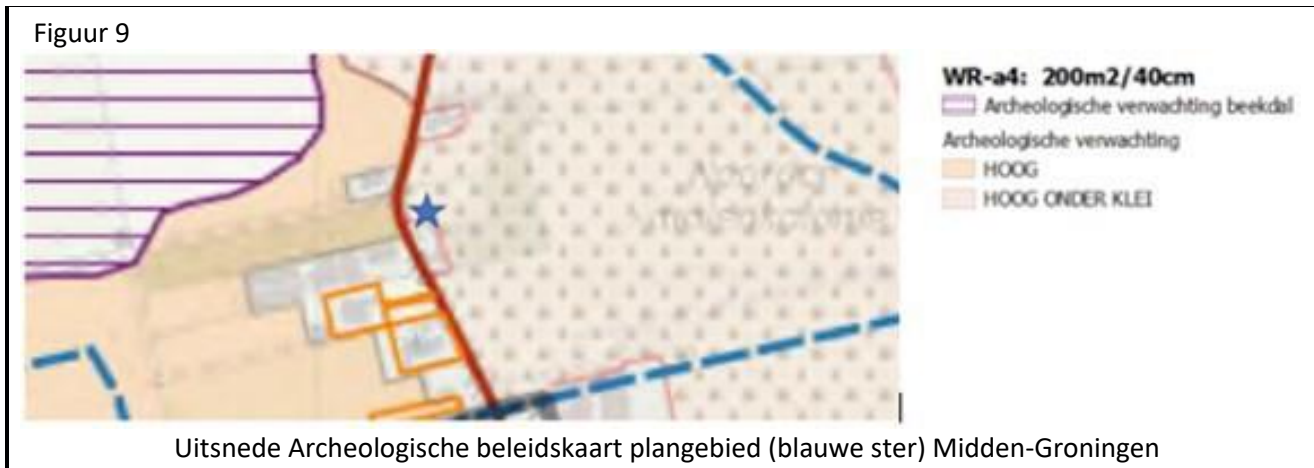 Figuur 9
WR-a4: 200m2/40cm
Archeologische verwachting beekdal
Archeologische verwachting
HOOG
HOOG ONDER KLEI
Uitsnede Archeologische beleidskaart plangebied (blauwe ster) Midden-Groningen